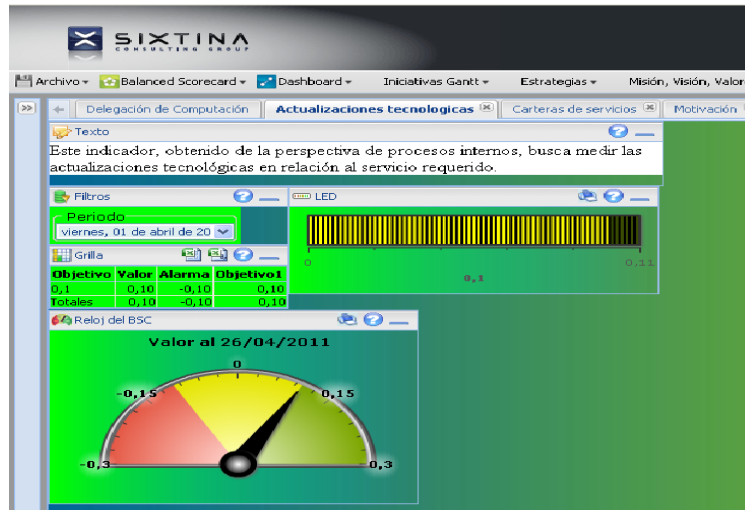 SIXTINA
CONSULTING GROUP
Archivo Balanced Scorecard Dashboard Iniciativas Gantt Estrategias Misión, Visión, Valor
Delegación de Computación Actualizaciones tecnologicas Carteras de servicios Motivación
Texto
Este indicador, obtenido de la perspectiva de procesos internos, busca medir las
actualizaciones tecnológicas en relación al servicio requerido.
Filtros
Periodo
viernes, 01 de abril de 20
LED
0 0,11
0,1
Grilla
Objetivo Valor Alarma Objetivo1
0,1 0,10 -0,10 0,10
Totales 0,10 -0,10 0,10
Reloj del BSC
Valor al 26/04/2011
0
-0,15 0,15
-0,3 0,3